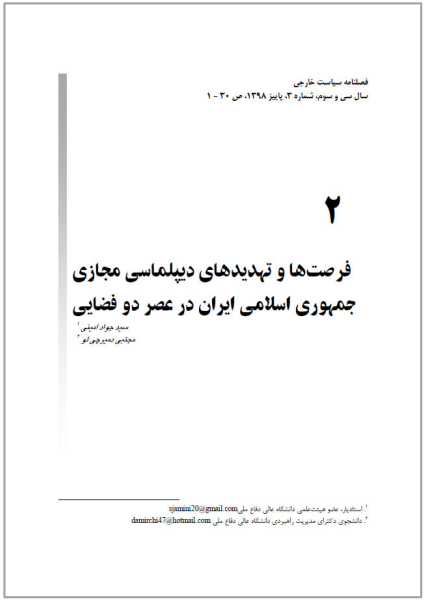 فصلنامه سیاست خارجی
سال سی و سوم، شماره ۳، پاییز ۱۳۹۸، ص ۳۰ - ۱
۲
فرصت‌ها و تهدیدهای دیپلماسی مجازی
جمهوری اسلامی ایران در عصر دو فضایی
سید جواد امینی ۱
مجتبی دمیرچی لو ۲
۱. استادیار، عضو هیئت‌علمی دانشگاه عالی دفاع ملی sjamini20@gmail.com
۲. دانشجوی دکترای مدیریت راهبردی دانشگاه عالی دفاع ملی damirchi47@hotmail.com